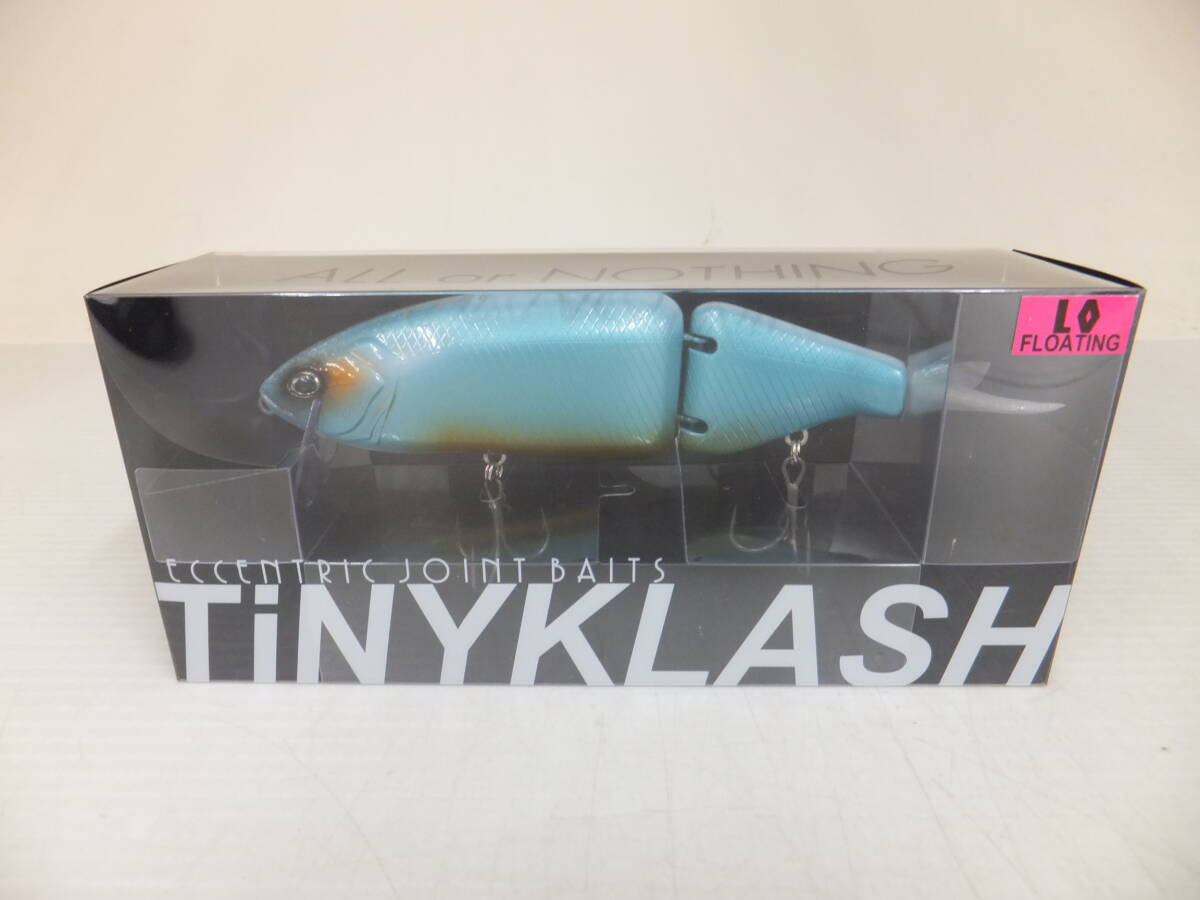 ALL or NOTHING
LO
FLOATING
ECCENTRIC JOINT BAITS
TiNYKLASH